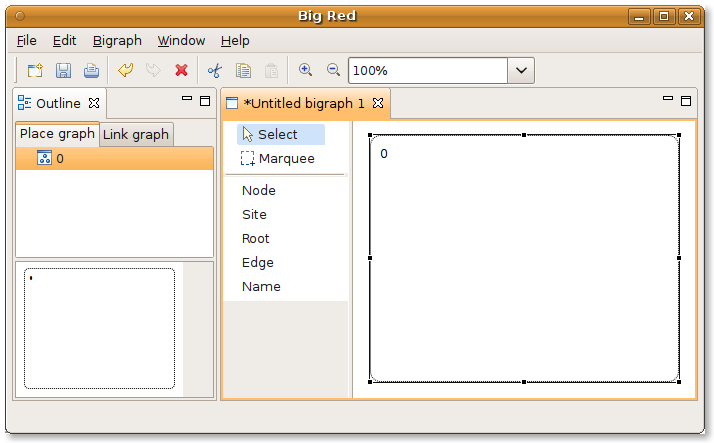 Big Red
File Edit Bigraph Window Help
100%
Outline
*Untitled bigraph 1
Place graph Link graph
0
Select
Marquee
Node
Site
Root
Edge
Name
0